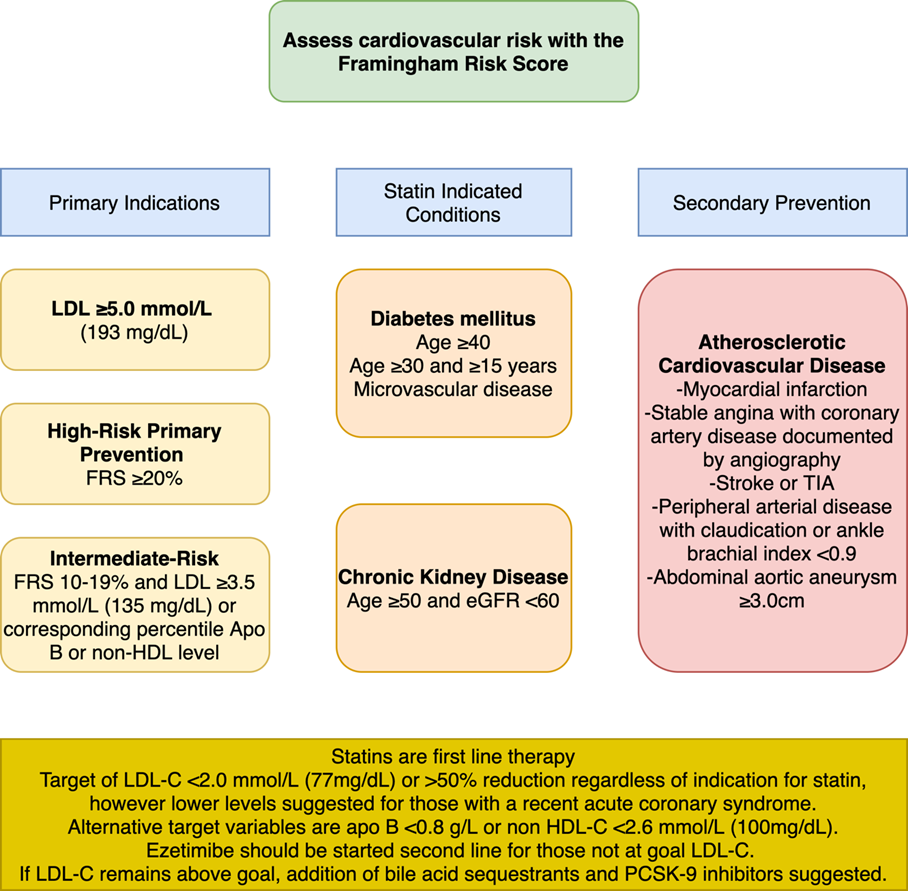 Assess cardiovascular risk with the
Framingham Risk Score
Primary Indications
Statin Indicated
Conditions
Secondary Prevention
LDL ≥5.0 mmol/L
(193 mg/dL)
High-Risk Primary
Prevention
FRS ≥20%
Intermediate-Risk
FRS 10-19% and LDL ≥3.5
mmol/L (135 mg/dL) or
corresponding percentile Apo
B or non-HDL level
Diabetes mellitus
Age ≥40
Age ≥30 and ≥15 years
Microvascular disease
Chronic Kidney Disease
Age ≥50 and eGFR <60
Atherosclerotic
Cardiovascular Disease
-Myocardial infarction
-Stable angina with coronary
artery disease documented
by angiography
-Stroke or TIA
-Peripheral arterial disease
with claudication or ankle
brachial index <0.9
-Abdominal aortic aneurysm
≥3.0cm
Statins are first line therapy
Target of LDL-C <2.0 mmol/L (77mg/dL) or >50% reduction regardless of indication for statin,
however lower levels suggested for those with a recent acute coronary syndrome.
Alternative target variables are apo B <0.8 g/L or non HDL-C <2.6 mmol/L (100mg/dL).
Ezetimibe should be started second line for those not at goal LDL-C.
If LDL-C remains above goal, addition of bile acid sequestrants and PCSK-9 inhibitors suggested.